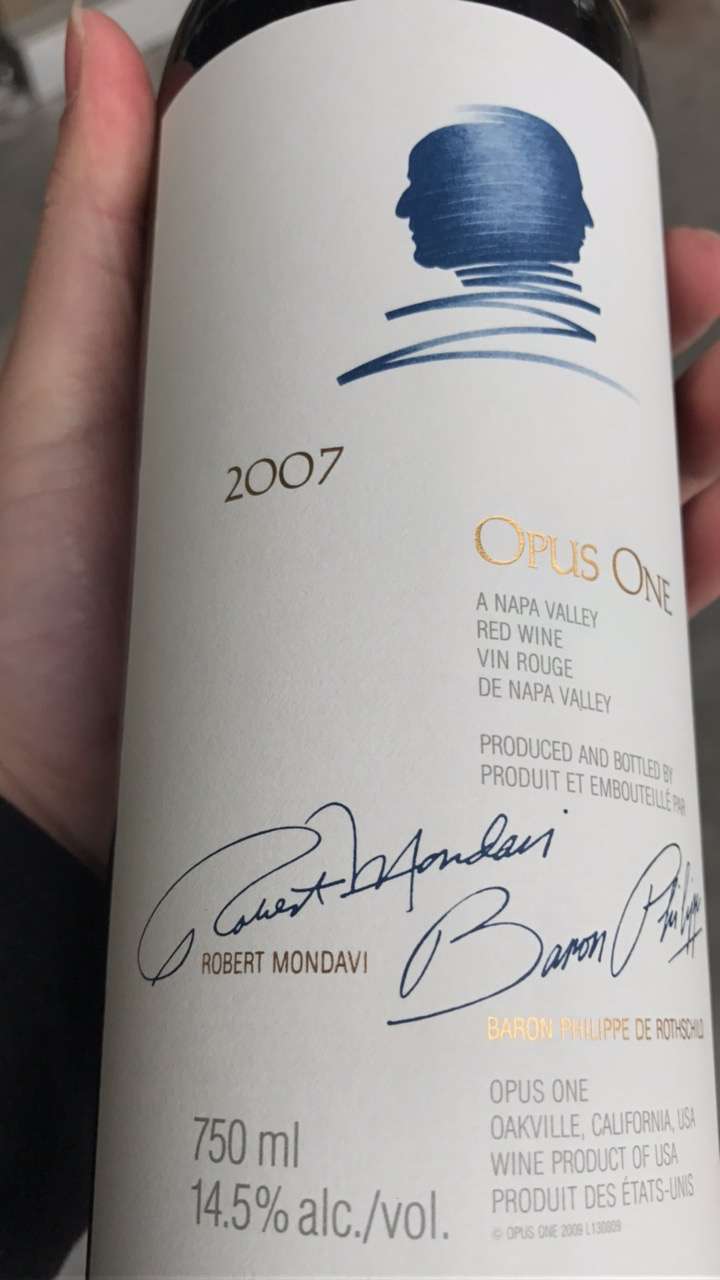 2007
OPUS ONE
A NAPA VALLEY
RED WINE
VIN ROUGE
DE NAPA VALLEY
PRODUCED AND BOTTLED BY
PRODUIT ET EMBOUTEILLÉ PAR
Robert Mondavi
ROBERT MONDAVI
Baron Philippe
BARON PHILIPPE DE ROTHSCHILD
750 ml
14.5% alc./vol.
OPUS ONE
OAKVILLE, CALIFORNIA, USA
WINE PRODUCT OF USA
PRODUIT DES ÉTATS-UNIS
© OPUS ONE 2009 L130809